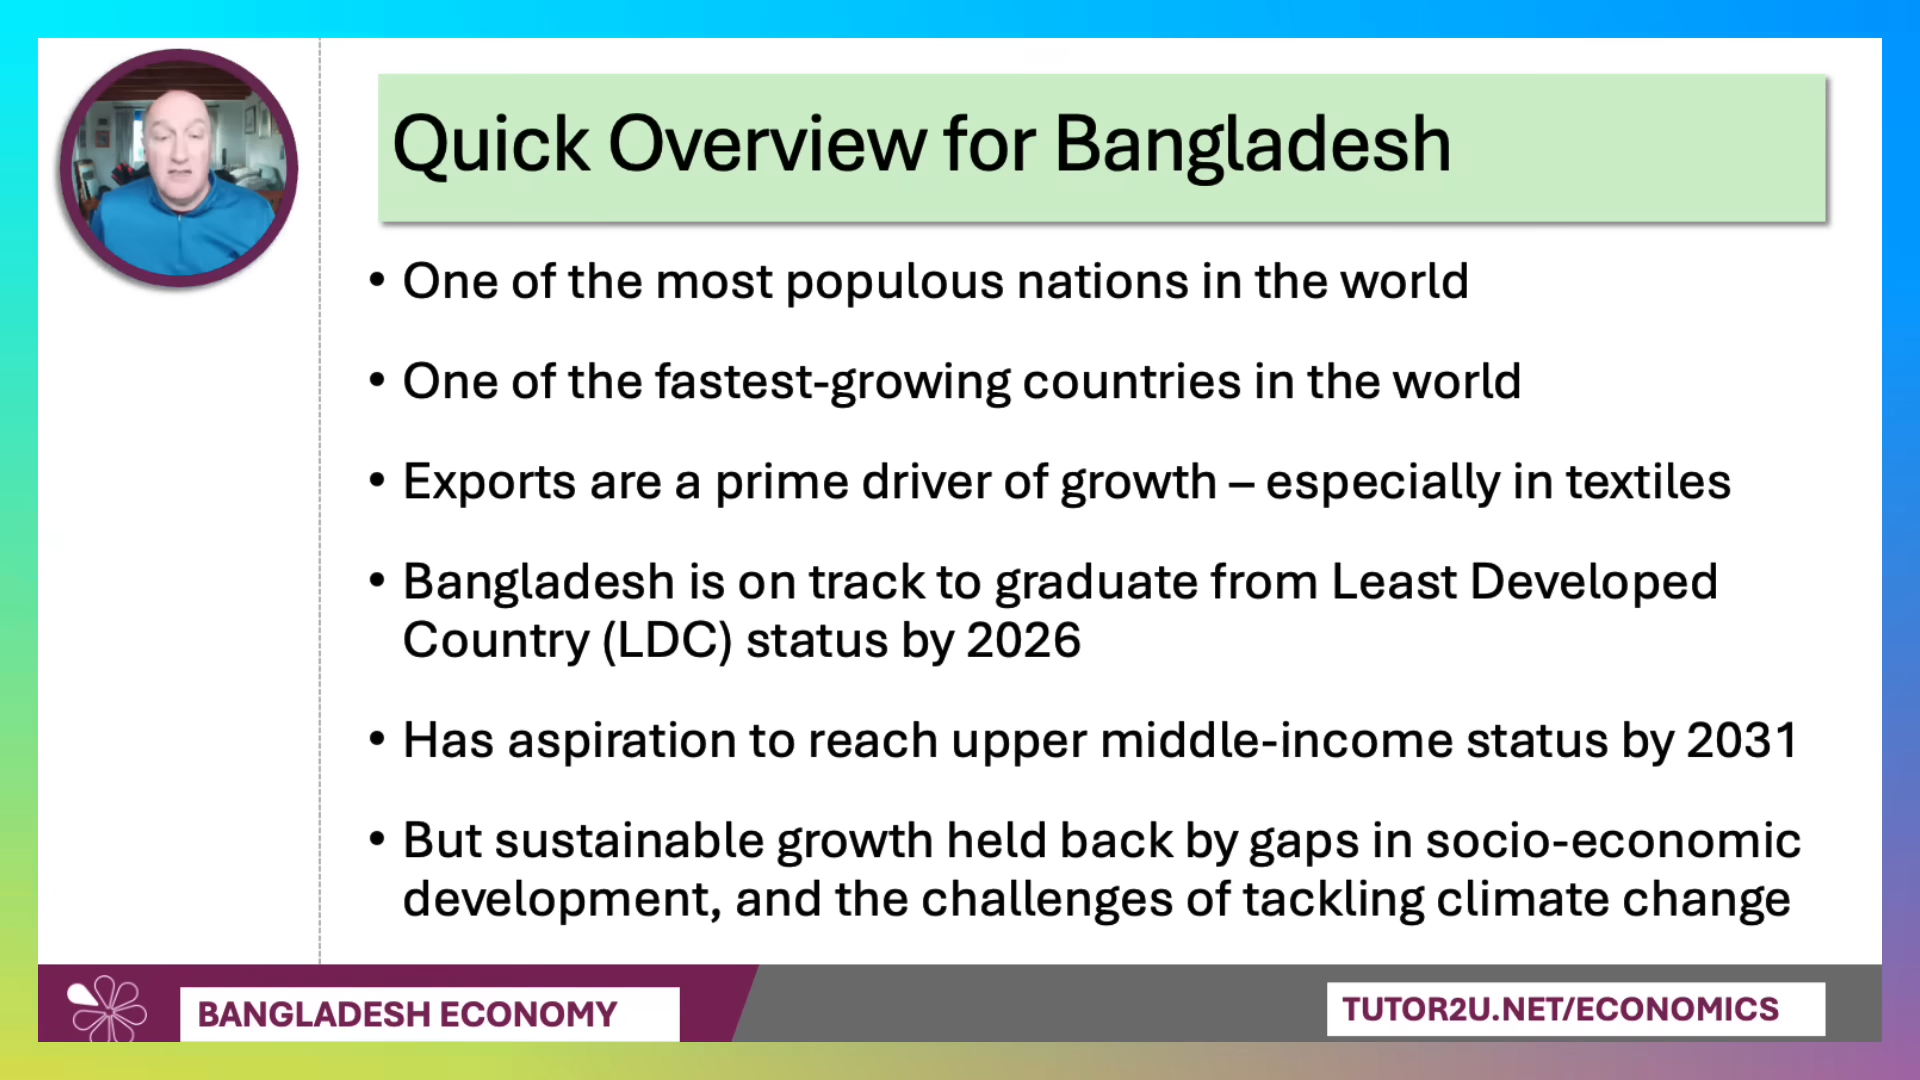 Quick Overview for Bangladesh
• One of the most populous nations in the world
• One of the fastest-growing countries in the world
• Exports are a prime driver of growth – especially in textiles
• Bangladesh is on track to graduate from Least Developed
Country (LDC) status by 2026
• Has aspiration to reach upper middle-income status by 2031
• But sustainable growth held back by gaps in socio-economic
development, and the challenges of tackling climate change
BANGLADESH ECONOMY
TUTOR2U.NET/ECONOMICS